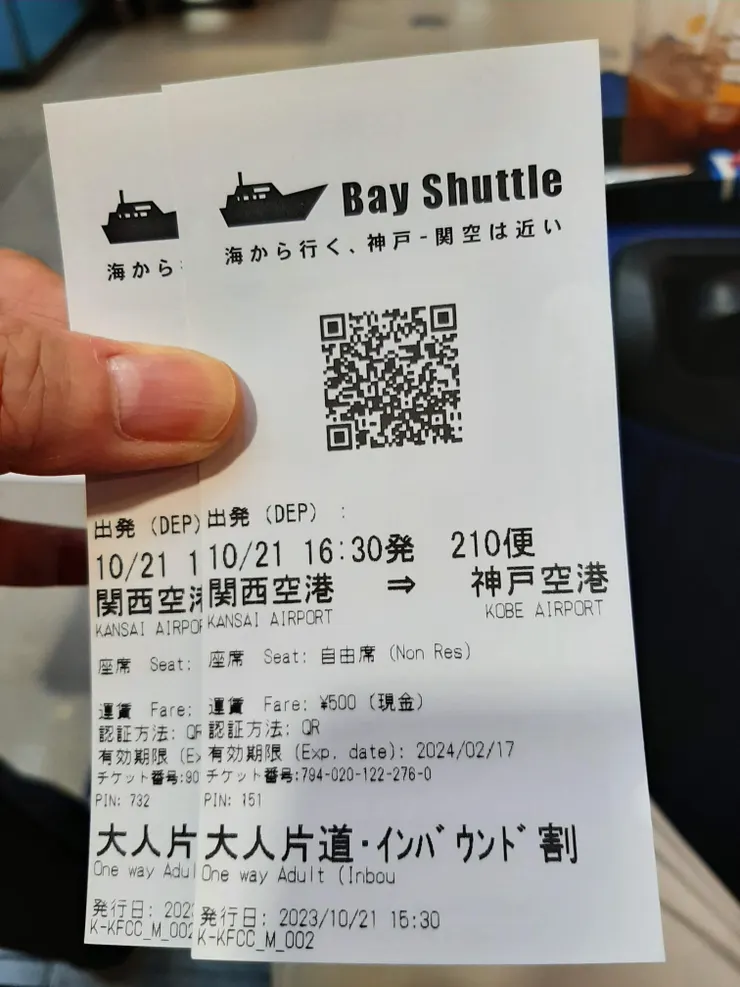 Bay Shuttle
海から行く、神戸-関空は近い
出発 (DEP) :
10/21 16:30発 210便
関西空港 ⇒ 神戸空港
KANSAI AIRPORT KOBE AIRPORT
座席 Seat: 自由席 (Non Res)
運賃 Fare: ¥500 (現金)
認証方法: QR
有効期限 (Exp. date): 2024/02/17
チケット番号:794-020-122-276-0
PIN: 151
大人片道・インバウンド割
One way Adult (Inbou
発行日: 2023/10/21 15:30
K-KFCC_M_002
海から
出発 (DEP)
10/21 1
関西空
KANSAI AIRPO
座席 Seat:
運賃 Fare:
認証方法: QR
有効期限 (Ex
チケット番号:90
PIN: 732
大人片
One way Adul
発行日: 202
K-KFCC_M_002